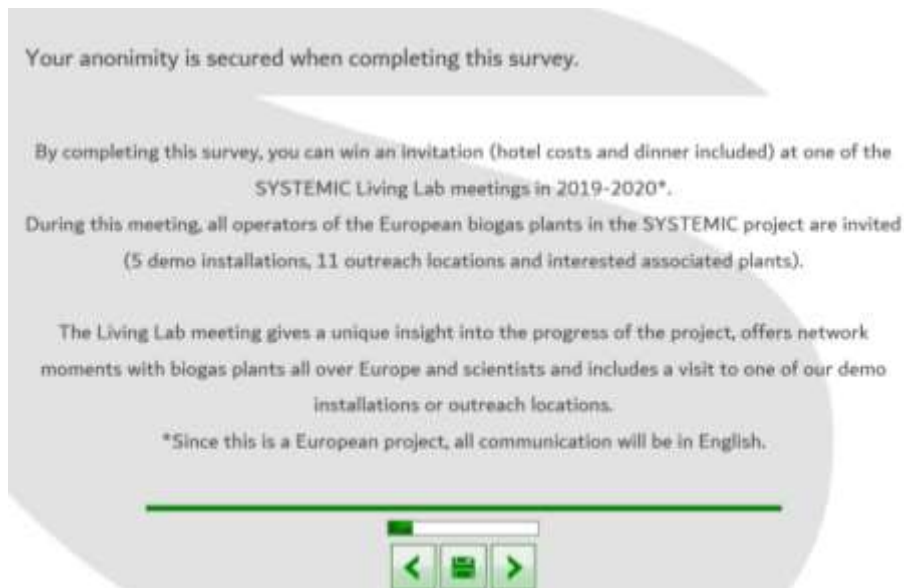 Your anonimity is secured when completing this survey.
By completing this survey, you can win an invitation (hotel costs and dinner included) at one of the
SYSTEMIC Living Lab meetings in 2019-2020*.
During this meeting, all operators of the European biogas plants in the SYSTEMIC project are invited
(5 demo installations, 11 outreach locations and interested associated plants).
The Living Lab meeting gives a unique insight into the progress of the project, offers network
moments with biogas plants all over Europe and scientists and includes a visit to one of our demo
installations or outreach locations.
*Since this is a European project, all communication will be in English.